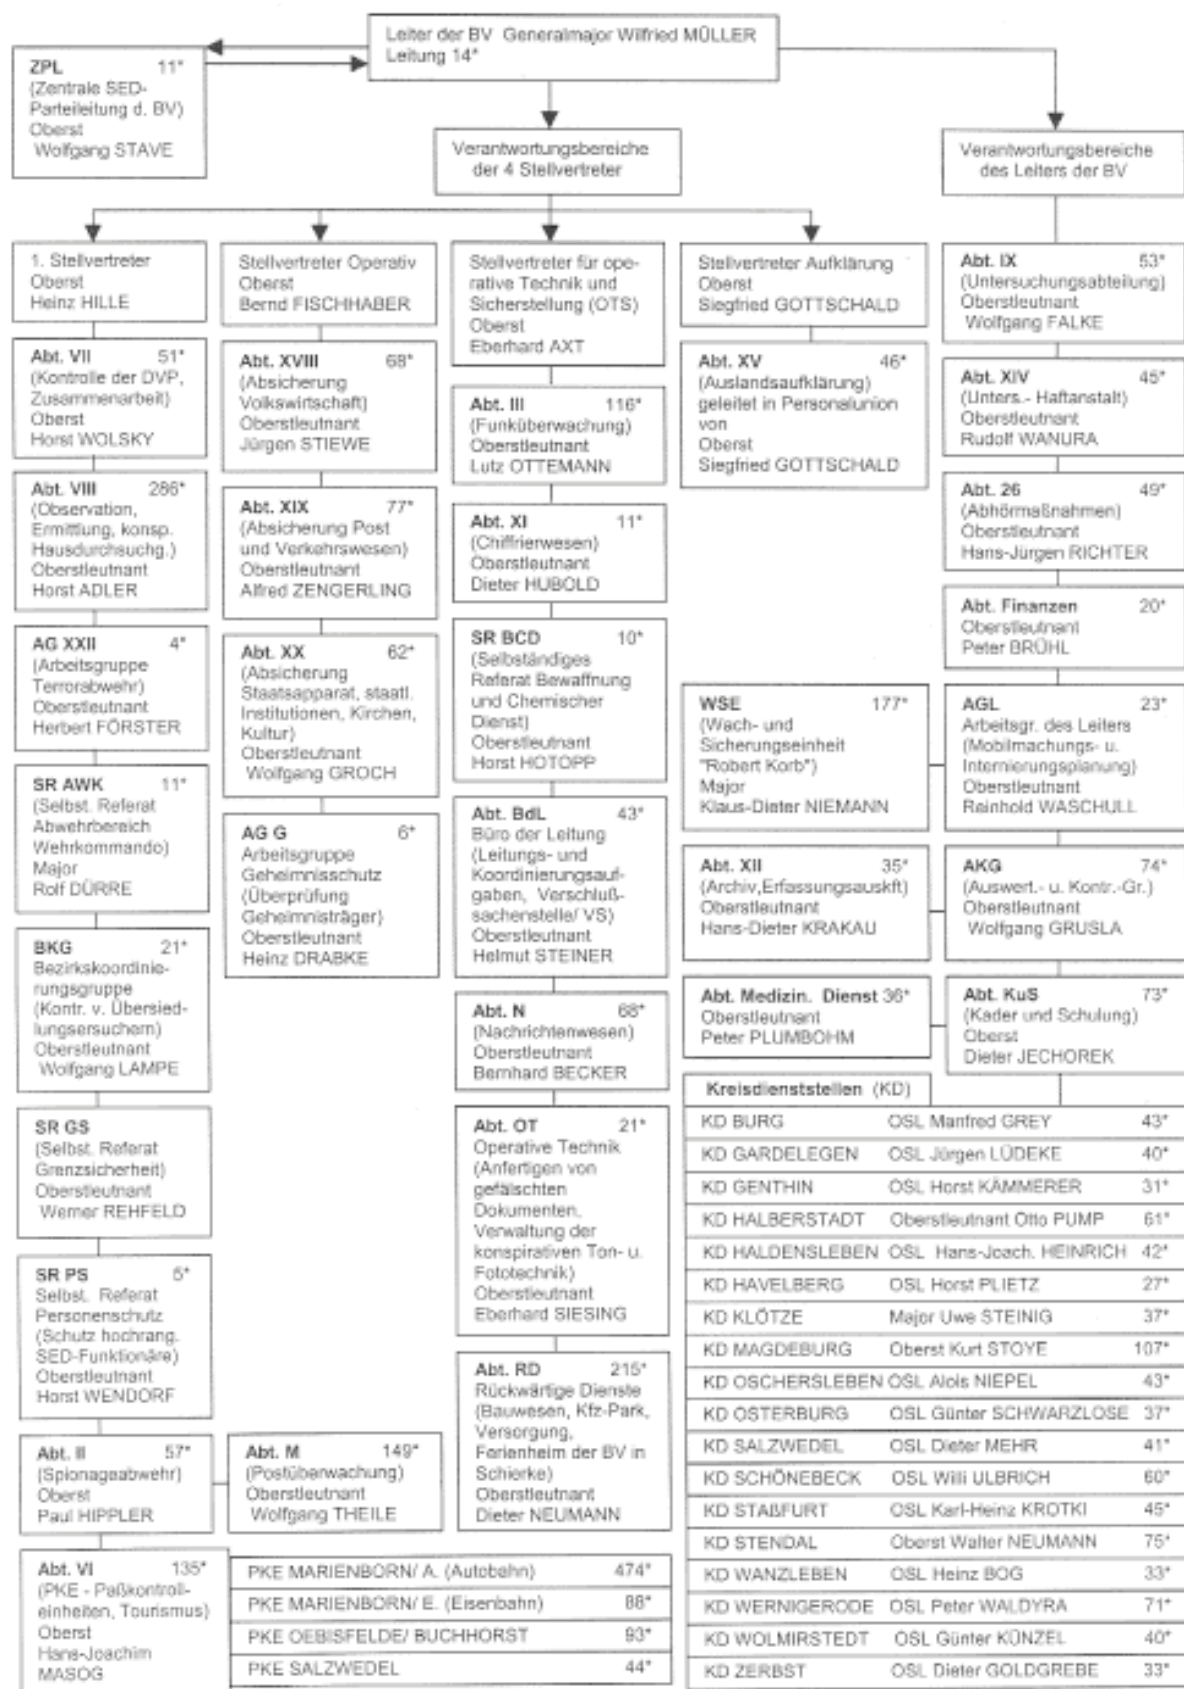 Leiter der BV Generalmajor Wilfried MÜLLER
Leitung 14*
ZPL 11*
(Zentrale SED-
Parteileitung d. BV)
Oberst
Wolfgang STAVE
Verantwortungsbereiche
der 4 Stellvertreter
Verantwortungsbereiche
des Leiters der BV
1. Stellvertreter
Oberst
Heinz HILLE
Abt. VII 51*
(Kontrolle der DVP,
Zusammenarbeit)
Oberst
Horst WOLSKY
Abt. VIII 286*
(Observation,
Ermittlung, konsp.
Hausdurchsuchg.)
Oberstleutnant
Horst ADLER
AG XXII 4*
(Arbeitsgruppe
Terrorabwehr)
Oberstleutnant
Herbert FÖRSTER
SR AWK 11*
(Selbst. Referat
Abwehrbereich
Wehrkommando)
Major
Rolf DÜRRE
BKG 21*
Bezirkskoordinie-
rungsgruppe
(Kontr. v. Übersied-
lungsersuchern)
Oberstleutnant
Wolfgang LAMPE
SR GS
(Selbst. Referat
Grenzsicherheit)
Oberstleutnant
Werner REHFELD
SR PS 5*
Selbst. Referat
Personenschutz
(Schutz hochrang.
SED-Funktionäre)
Oberstleutnant
Horst WENDORF
Abt. II 57*
(Spionageabwehr)
Oberst
Paul HIPPLER
Abt. M 149*
(Postüberwachung)
Oberstleutnant
Wolfgang THEILE
Abt. VI 135*
(PKE - Paßkontroll-
einheiten, Tourismus)
Oberst
Hans-Joachim
MASOG
PKE MARIENBORN/ A. (Autobahn) 474*
PKE MARIENBORN/ E. (Eisenbahn) 88*
PKE OEBISFELDE/ BUCHHORST 93*
PKE SALZWEDEL 44*
Stellvertreter Operativ
Oberst
Bernd FISCHHABER
Abt. XVIII 68*
(Absicherung
Volkswirtschaft)
Oberstleutnant
Jürgen STIEWE
Abt. XIX 77*
(Absicherung Post
und Verkehrswesen)
Oberstleutnant
Alfred ZENGERLING
Abt. XX 62*
(Absicherung
Staatsapparat, staatl.
Institutionen, Kirchen,
Kultur)
Oberstleutnant
Wolfgang GROCH
AG G 6*
Arbeitsgruppe
Geheimnisschutz
(Überprüfung
Geheimnisträger)
Oberstleutnant
Heinz DRABKE
Stellvertreter für ope-
rative Technik und
Sicherstellung (OTS)
Oberst
Eberhard AXT
Abt. III 116*
(Funküberwachung)
Oberstleutnant
Lutz OTTEMANN
Abt. XI 11*
(Chiffrierwesen)
Oberstleutnant
Dieter HUBOLD
SR BCD 10*
(Selbständiges
Referat Bewaffnung
und Chemischer
Dienst)
Oberstleutnant
Horst HOTOPP
Abt. BdL 43*
Büro der Leitung
(Leitungs- und
Koordinierungsauf-
gaben, Verschluß-
sachenstelle/ VS)
Oberstleutnant
Helmut STEINER
Abt. N 68*
(Nachrichtenwesen)
Oberstleutnant
Bernhard BECKER
Abt. OT 21*
Operative Technik
(Anfertigen von
gefälschten
Dokumenten,
Verwaltung der
konspirativen Ton- u.
Fototechnik)
Oberstleutnant
Eberhard SIESING
Abt. RD 215*
Rückwärtige Dienste
(Bauwesen, Kfz-Park,
Versorgung,
Ferienheim der BV in
Schierke)
Oberstleutnant
Dieter NEUMANN
Stellvertreter Aufklärung
Oberst
Siegfried GOTTSCHALD
Abt. XV 46*
(Auslandsaufklärung)
geleitet in Personalunion
von
Oberst
Siegfried GOTTSCHALD
Abt. IX 53*
(Untersuchungsabteilung)
Oberstleutnant
Wolfgang FALKE
Abt. XIV 45*
(Unters.- Haftanstalt)
Oberstleutnant
Rudolf WANURA
Abt. 26 49*
(Abhörmaßnahmen)
Oberstleutnant
Hans-Jürgen RICHTER
Abt. Finanzen 20*
Oberstleutnant
Peter BRÜHL
WSE 177*
(Wach- und
Sicherungseinheit
"Robert Korb")
Major
Klaus-Dieter NIEMANN
AGL 23*
Arbeitsgr. des Leiters
(Mobilmachungs- u.
Internierungsplanung)
Oberstleutnant
Reinhold WASCHULL
Abt. XII 35*
(Archiv,Erfassungsauskft)
Oberstleutnant
Hans-Dieter KRAKAU
AKG 74*
(Auswert.- u. Kontr.-Gr.)
Oberstleutnant
Wolfgang GRUSLA
Abt. Medizin. Dienst 36*
Oberstleutnant
Peter PLUMBOHM
Abt. KuS 73*
(Kader und Schulung)
Oberst
Dieter JECHOREK
Kreisdienststellen (KD)
KD BURG OSL Manfred GREY 43*
KD GARDELEGEN OSL Jürgen LÜDEKE 40*
KD GENTHIN OSL Horst KÄMMERER 31*
KD HALBERSTADT Oberstleutnant Otto PUMP 61*
KD HALDENSLEBEN OSL Hans-Joach. HEINRICH 42*
KD HAVELBERG OSL Horst PLIETZ 27*
KD KLÖTZE Major Uwe STEINIG 37*
KD MAGDEBURG Oberst Kurt STOYE 107*
KD OSCHERSLEBEN OSL Alois NIEPEL 43*
KD OSTERBURG OSL Günter SCHWARZLOSE 37*
KD SALZWEDEL OSL Dieter MEHR 41*
KD SCHÖNEBECK OSL Willi ULBRICH 60*
KD STAßFURT OSL Karl-Heinz KROTKI 45*
KD STENDAL Oberst Walter NEUMANN 75*
KD WANZLEBEN OSL Heinz BOG 33*
KD WERNIGERODE OSL Peter WALDYRA 71*
KD WOLMIRSTEDT OSL Günter KÜNZEL 40*
KD ZERBST OSL Dieter GOLDGREBE 33*